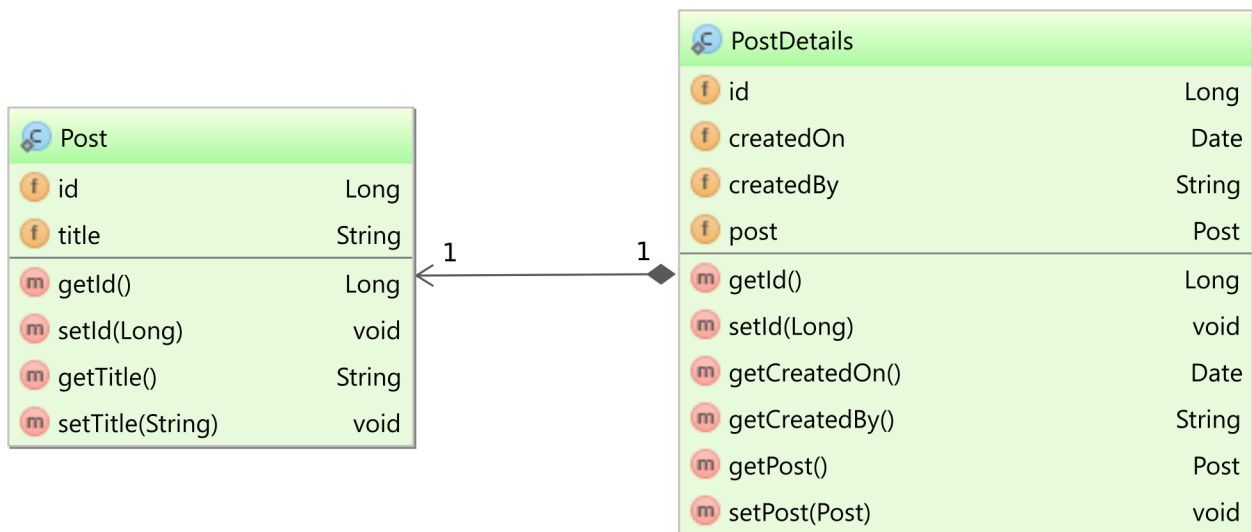 Post
id Long
title String
getId() Long
setId(Long) void
getTitle() String
setTitle(String) void
1 1
PostDetails
id Long
createdOn Date
createdBy String
post Post
getId() Long
setId(Long) void
getCreatedOn() Date
getCreatedBy() String
getPost() Post
setPost(Post) void